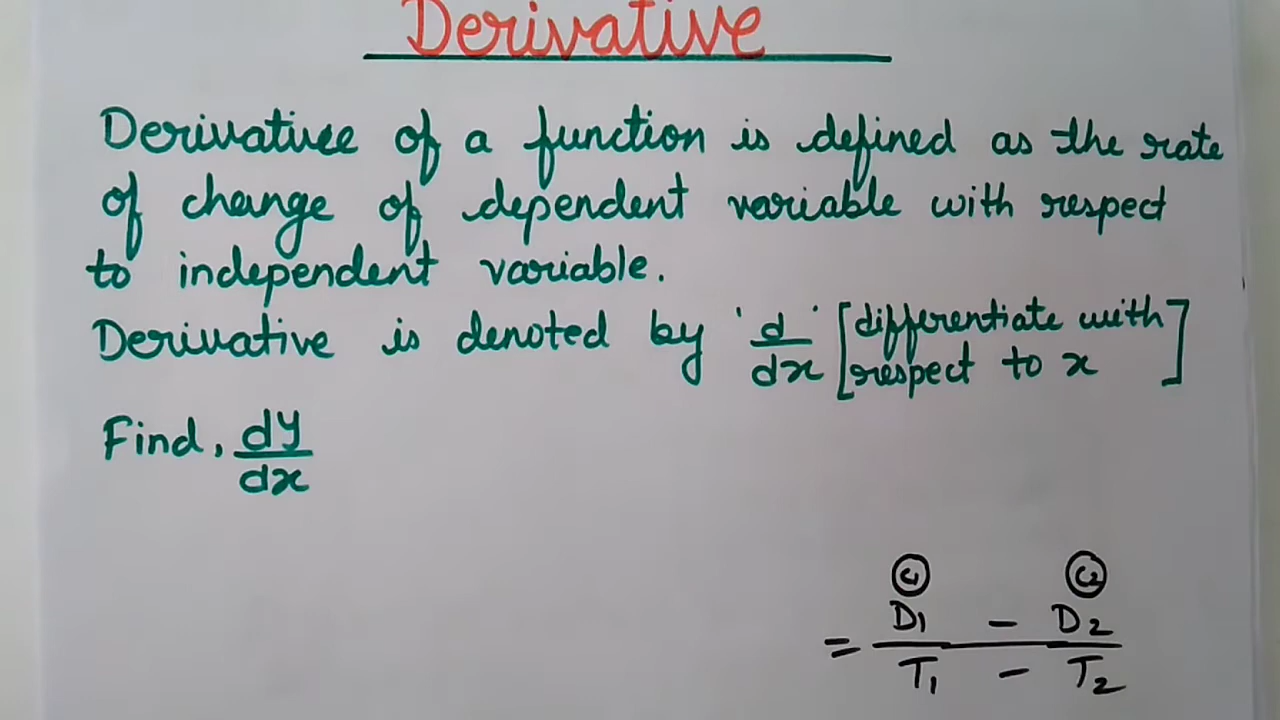 Derivative
Derivative of a function is defined as the rate
of change of dependent variable with respect
to independent variable.
Derivative is denoted by 'd/dx' [differentiate with respect to x]
Find, dy/dx
C1 C2
= D1 - D2
T1 - T2